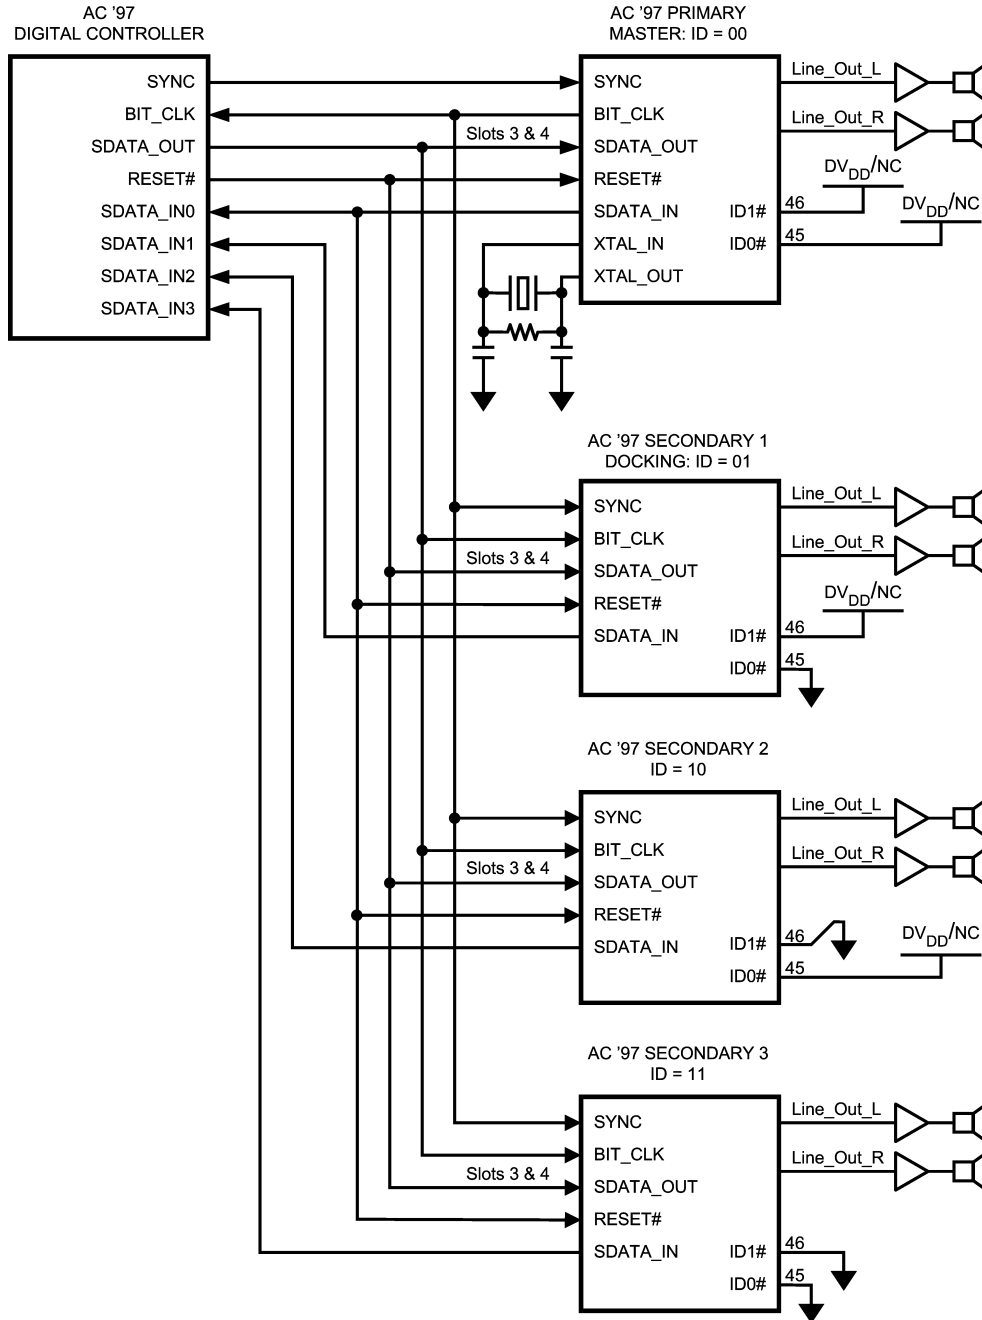 AC '97
DIGITAL CONTROLLER
SYNC
BIT_CLK
SDATA_OUT
RESET#
SDATA_IN0
SDATA_IN1
SDATA_IN2
SDATA_IN3
AC '97 PRIMARY
MASTER: ID = 00
Slots 3 & 4
SYNC
BIT_CLK
SDATA_OUT
RESET#
SDATA_IN
XTAL_IN
XTAL_OUT
ID1#
ID0#
46
45
Line_Out_L
Line_Out_R
DVDD/NC
DVDD/NC
AC '97 SECONDARY 1
DOCKING: ID = 01
Slots 3 & 4
SYNC
BIT_CLK
SDATA_OUT
RESET#
SDATA_IN
ID1#
ID0#
46
45
Line_Out_L
Line_Out_R
DVDD/NC
AC '97 SECONDARY 2
ID = 10
Slots 3 & 4
SYNC
BIT_CLK
SDATA_OUT
RESET#
SDATA_IN
ID1#
ID0#
46
45
Line_Out_L
Line_Out_R
DVDD/NC
AC '97 SECONDARY 3
ID = 11
Slots 3 & 4
SYNC
BIT_CLK
SDATA_OUT
RESET#
SDATA_IN
ID1#
ID0#
46
45
Line_Out_L
Line_Out_R